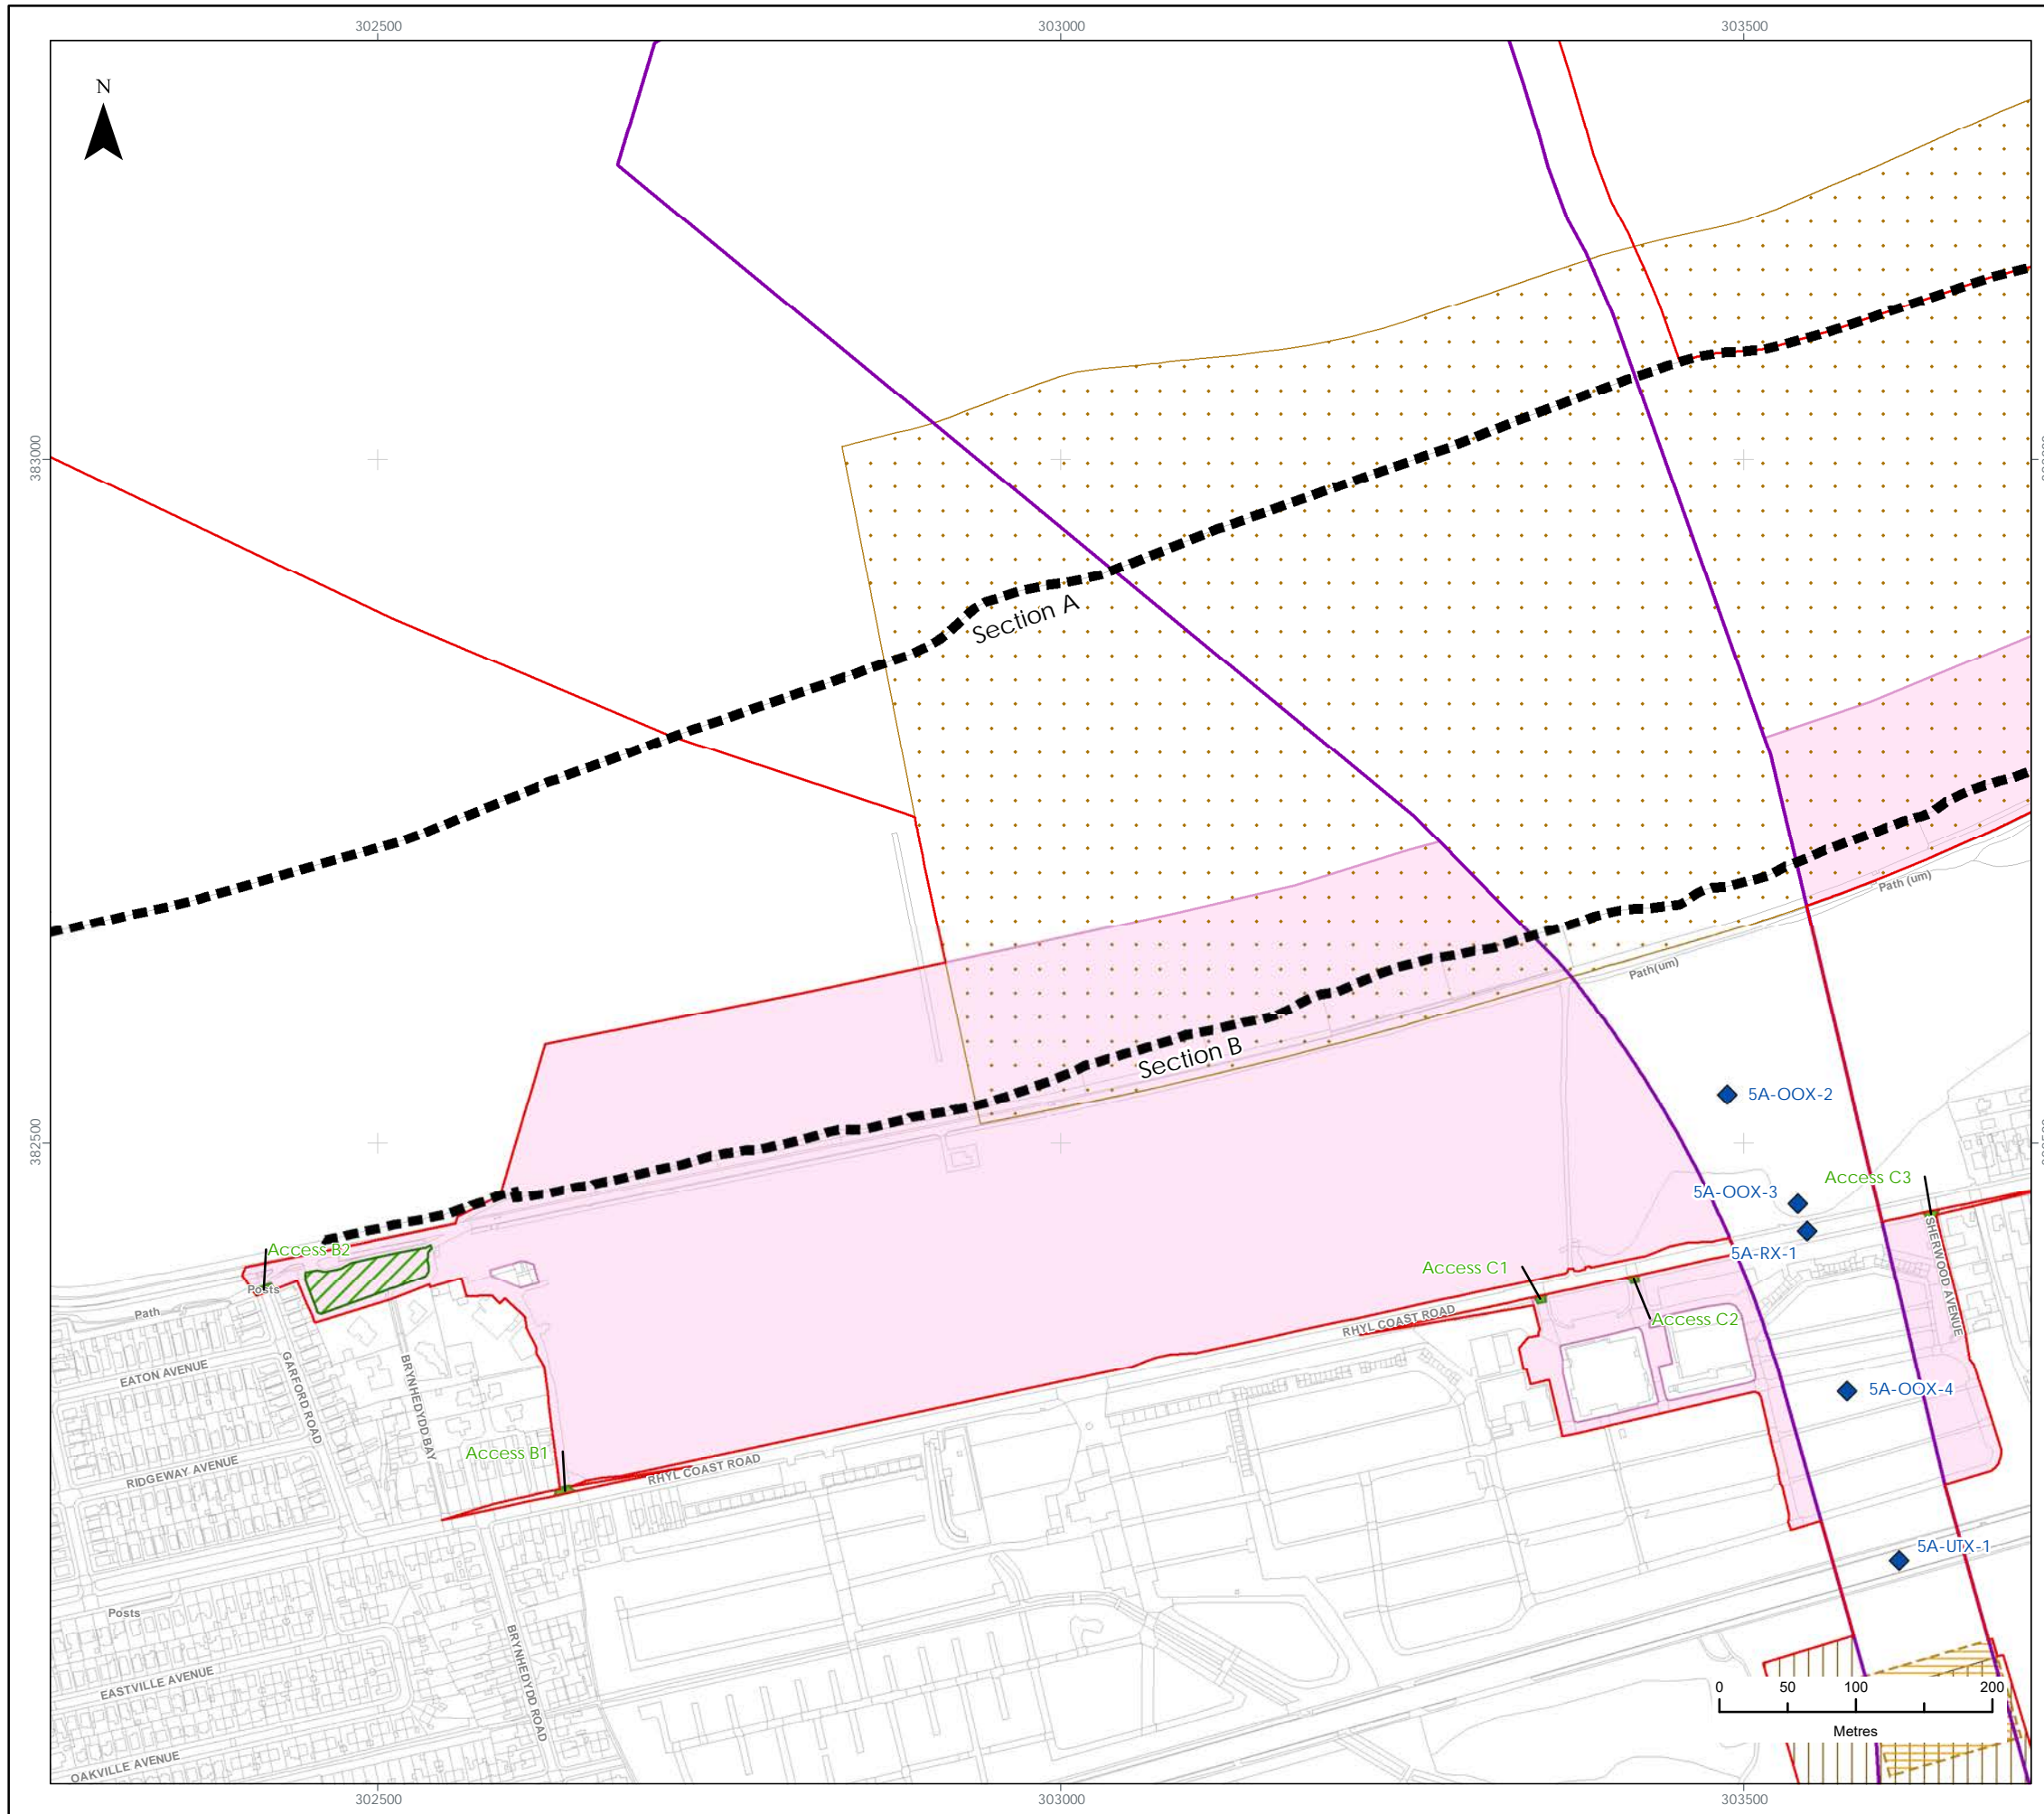 302500
303000
303500
N
383000
Section A
Path (um)
Path(um)
Section B
5A-OOX-2
382500
Access C3
5A-OOX-3
Access B2
5A-RX-1
Access C1
Posts
SHERWOOD AVENUE
Path
RHYL COAST ROAD
Access C2
EATON AVENUE
GARFORD ROAD
BRYNHEDYDD BAY
5A-OOX-4
Access B1
RHYL COAST ROAD
RIDGEWAY AVENUE
5A-UTX-1
Posts
BRYNHEDYDD ROAD
EASTVILLE AVENUE
0 50 100 200
Metres
OAKVILLE AVENUE
302500
303000
303500